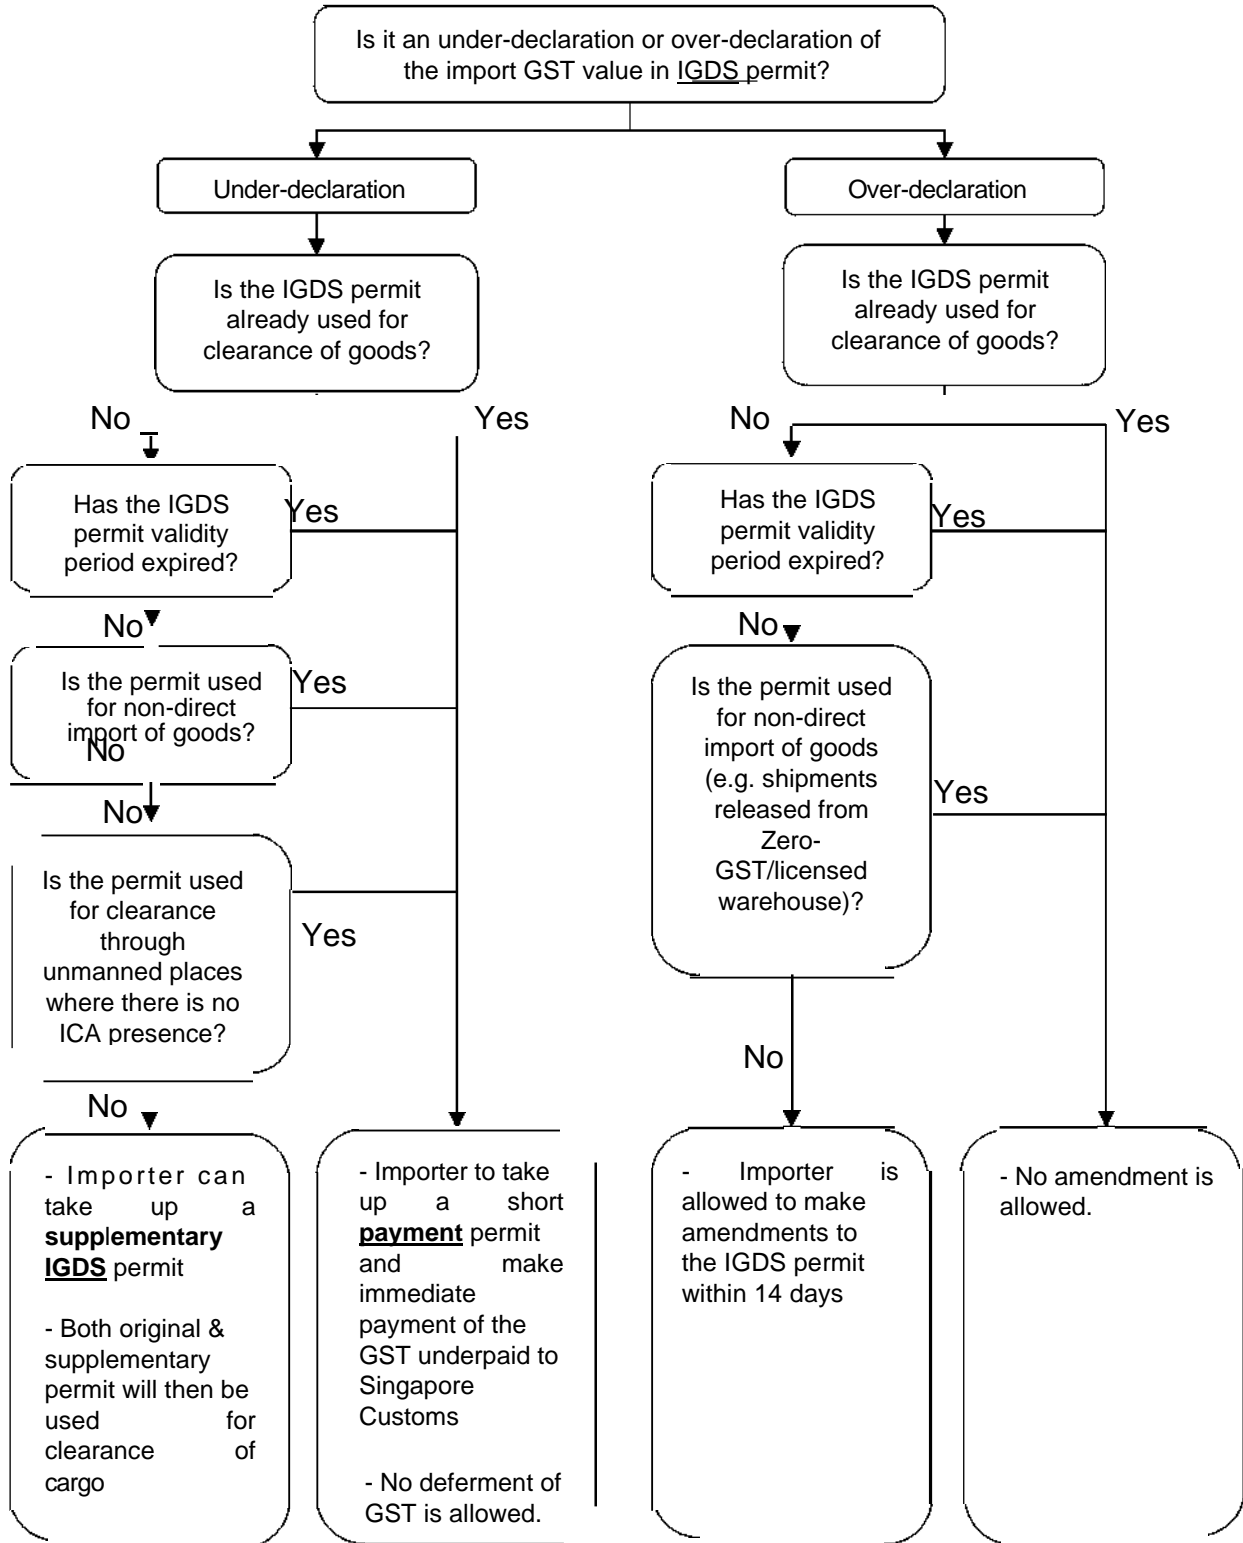 Is it an under-declaration or over-declaration of
the import GST value in IGDS permit?
Under-declaration
Over-declaration
Is the IGDS permit
already used for
clearance of goods?
Is the IGDS permit
already used for
clearance of goods?
No
Yes
No
Yes
Has the IGDS
permit validity
period expired?
Yes
Has the IGDS
permit validity
period expired?
Yes
No
No
Is the permit used
for non-direct
import of goods?
No
Yes
Is the permit used
for non-direct
import of goods
(e.g. shipments
released from
Zero-
GST/licensed
warehouse)?
Yes
No
Is the permit used
for clearance
through
unmanned places
where there is no
ICA presence?
Yes
No
No
- Importer can
take up a
supplementary
IGDS permit
- Both original &
supplementary
permit will then be
used for
clearance of
cargo
- Importer to take
up a short
payment permit
and make
immediate
payment of the
GST underpaid to
Singapore
Customs
- No deferment of
GST is allowed.
- Importer is
allowed to make
amendments to
the IGDS permit
within 14 days
- No amendment is
allowed.